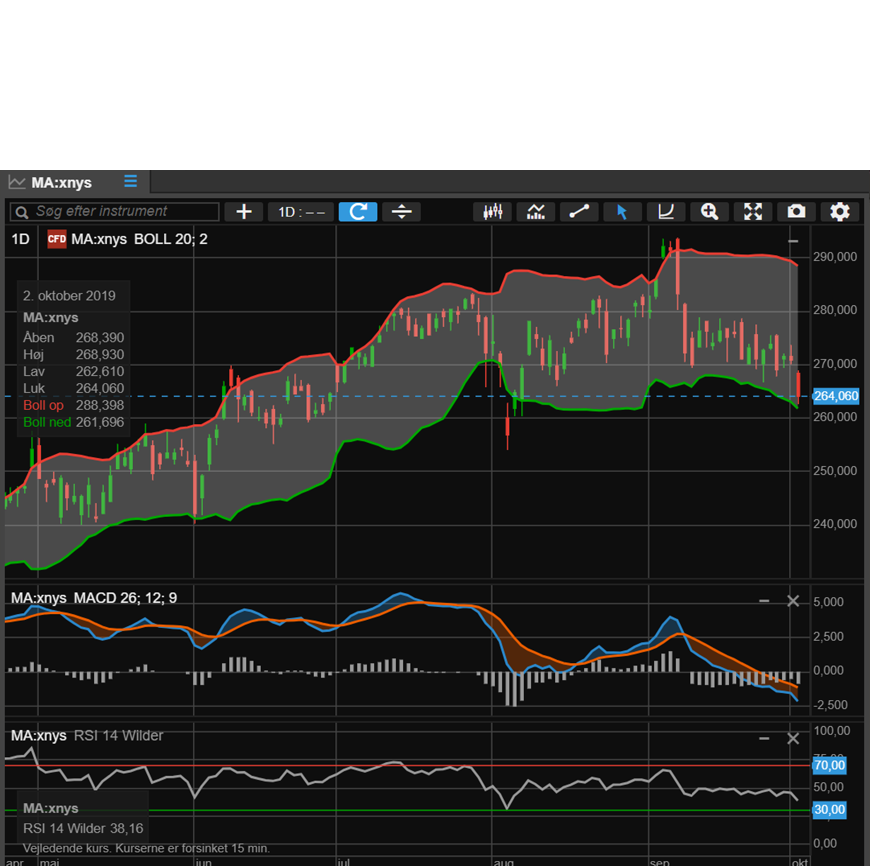 MA:xnys
Søg efter instrument
1D : – –
1D CFD MA:xnys BOLL 20; 2
290,000
2. oktober 2019
MA:xnys
Åben 268,390
Høj 268,930
Lav 262,610
Luk 264,060
Boll op 288,398
Boll ned 261,696
280,000
270,000
264,060
260,000
250,000
240,000
MA:xnys MACD 26; 12; 9
5,000
2,500
0,000
-2,500
MA:xnys RSI 14 Wilder
100,00
75,00
70,00
50,00
30,00
MA:xnys
RSI 14 Wilder 38,16
Vejledende kurs. Kurserne er forsinket 15 min.
0,00
apr maj jun jul aug sep okt